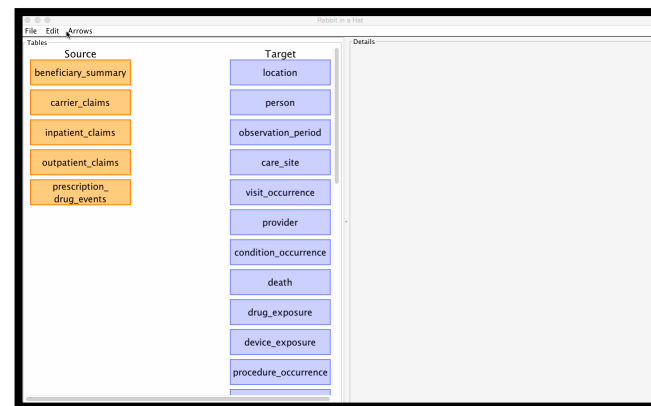 Rabbit in a Hat
File Edit Arrows
Tables
Details
Source
Target
beneficiary_summary
location
carrier_claims
person
inpatient_claims
observation_period
outpatient_claims
care_site
prescription_
drug_events
visit_occurrence
provider
condition_occurrence
death
drug_exposure
device_exposure
procedure_occurrence